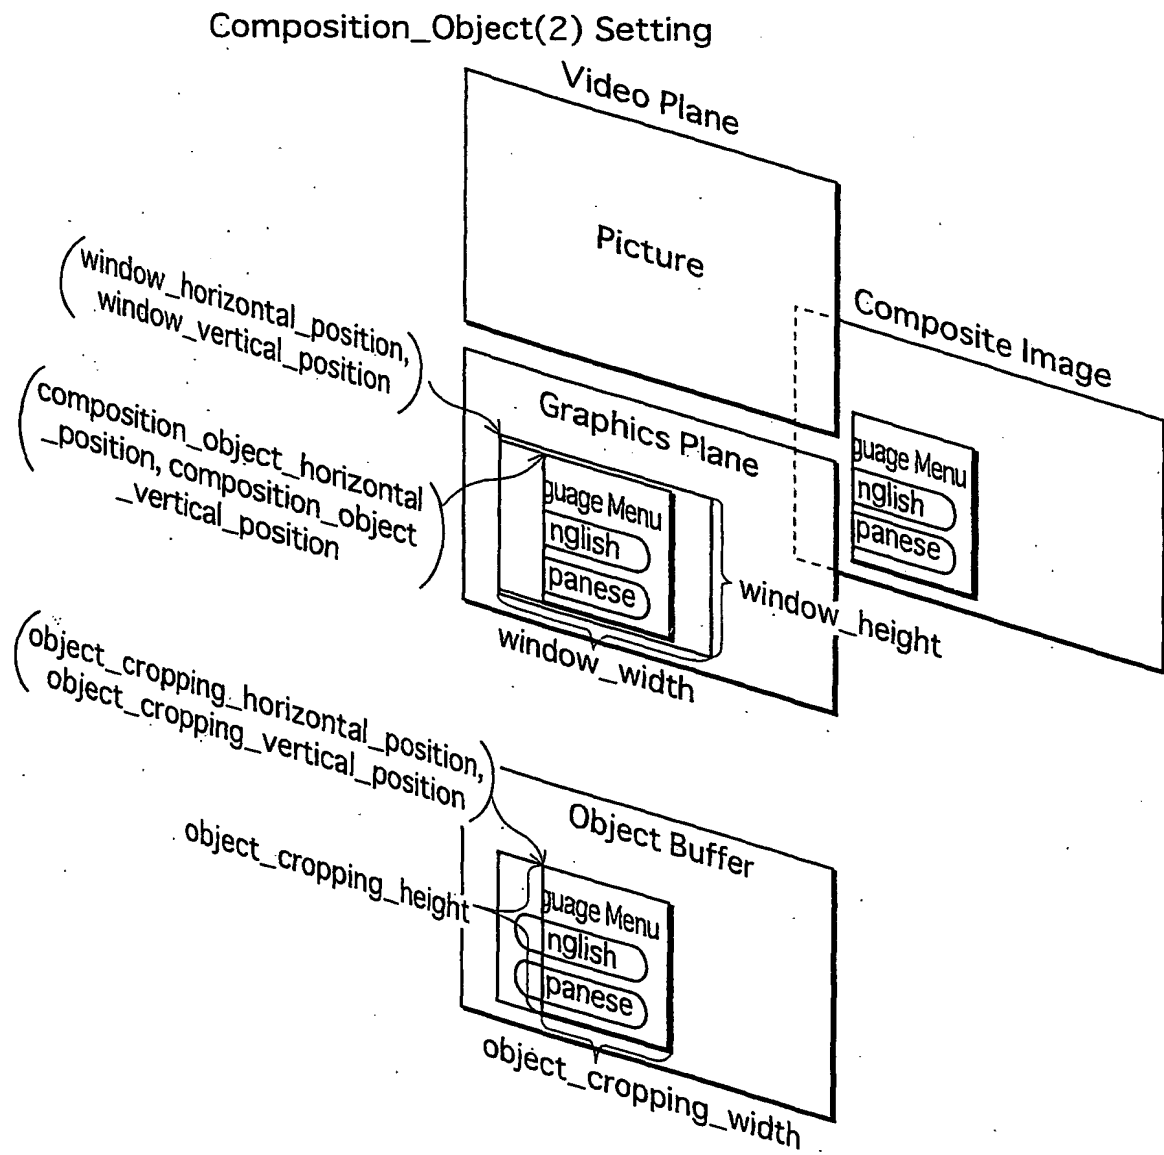 Composition_Object(2) Setting
Video Plane
Picture
(window_horizontal_position,
window_vertical_position)
Composite Image
guage Menu
nglish
panese
(composition_object_horizontal
_position, composition_object
_vertical_position)
Graphics Plane
guage Menu
nglish
panese
window_height
window_width
(object_cropping_horizontal_position,
object_cropping_vertical_position)
object_cropping_height
Object Buffer
guage Menu
nglish
panese
object_cropping_width